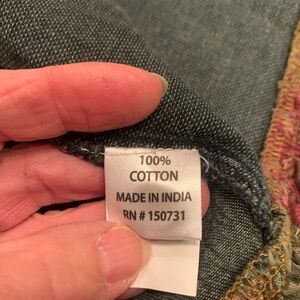 100%
COTTON
MADE IN INDIA
RN # 150731